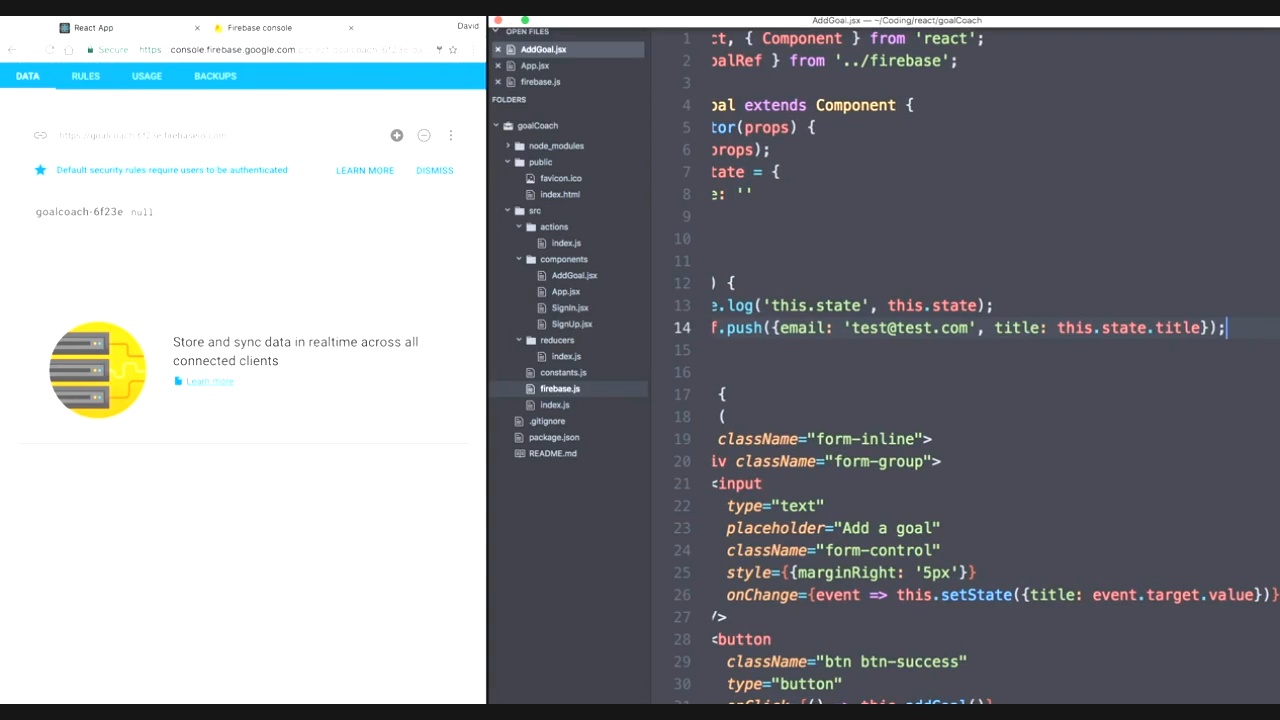 React App
Firebase console
David
Secure
console.firebase.google.com
DATA
RULES
USAGE
BACKUPS
Default security rules require users to be authenticated
LEARN MORE
DISMISS
goalcoach-6f23e null
Store and sync data in realtime across all
connected clients
Learn more
AddGoal.jsx — ~/Coding/react/goalCoach
OPEN FILES
AddGoal.jsx
App.jsx
firebase.js
FOLDERS
goalCoach
node_modules
public
favicon.ico
index.html
src
actions
index.js
components
AddGoal.jsx
App.jsx
SignIn.jsx
SignUp.jsx
reducers
index.js
constants.js
firebase.js
index.js
.gitignore
package.json
README.md
1 ct, { Component } from 'react';
2 oalRef } from '../firebase';
3
4 oal extends Component {
5 tor(props) {
6 props);
7 tate = {
8 e: ''
9
10
11
12 ) {
13 e.log('this.state', this.state);
14 f.push({email: 'test@test.com', title: this.state.title});
15
16
17 {
18 (
19 className="form-inline">
20 iv className="form-group">
21 <input
22 type="text"
23 placeholder="Add a goal"
24 className="form-control"
25 style={{marginRight: '5px'}}
26 onChange={event => this.setState({title: event.target.value})}
27 />
28 <button
29 className="btn btn-success"
30 type="button"